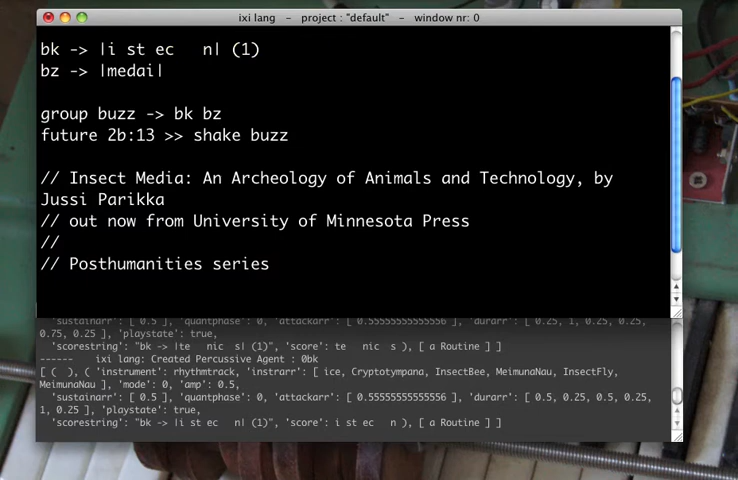 ixi lang - project : "default" - window nr: 0
bk -> |i st ec   n| (1)
bz -> |medai|
group buzz -> bk bz
future 2b:13 >> shake buzz
// Insect Media: An Archeology of Animals and Technology, by
Jussi Parikka
// out now from University of Minnesota Press
//
// Posthumanities series
'sustainarr': [ 0.5 ], 'quantphase': 0, 'attackarr': [ 0.55555555555556 ], 'durarr': [ 0.25, 1, 0.25, 0.25,
0.75, 0.25 ], 'playstate': true,
'scorestring': "bk -> |te   nic  s| (1)", 'score': te   nic  s ), [ a Routine ] ]
------    ixi lang: Created Percussive Agent : 0bk
[ ( ), ( 'instrument': rhythmtrack, 'instrarr': [ ice, Cryptotympana, InsectBee, MeimunaNau, InsectFly,
MeimunaNau ], 'mode': 0, 'amp': 0.5,
'sustainarr': [ 0.5 ], 'quantphase': 0, 'attackarr': [ 0.55555555555556 ], 'durarr': [ 0.5, 0.25, 0.5, 0.25,
1, 0.25 ], 'playstate': true,
'scorestring': "bk -> |i st ec   n| (1)", 'score': i st ec   n ), [ a Routine ] ]